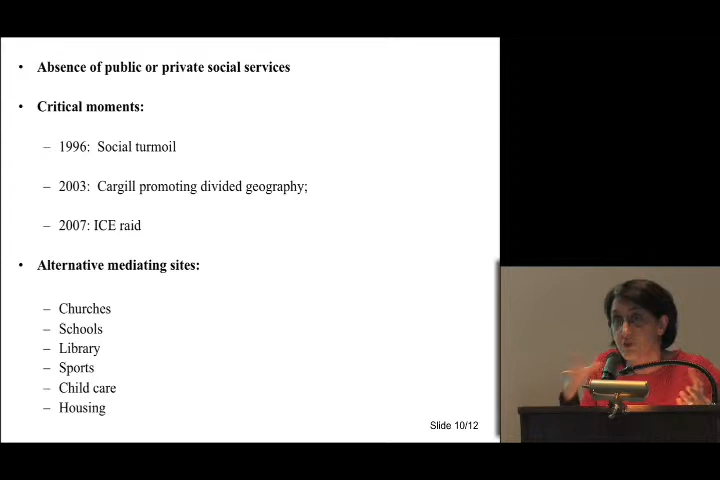 • Absence of public or private social services
• Critical moments:
– 1996: Social turmoil
– 2003: Cargill promoting divided geography;
– 2007: ICE raid
• Alternative mediating sites:
– Churches
– Schools
– Library
– Sports
– Child care
– Housing
Slide 10/12